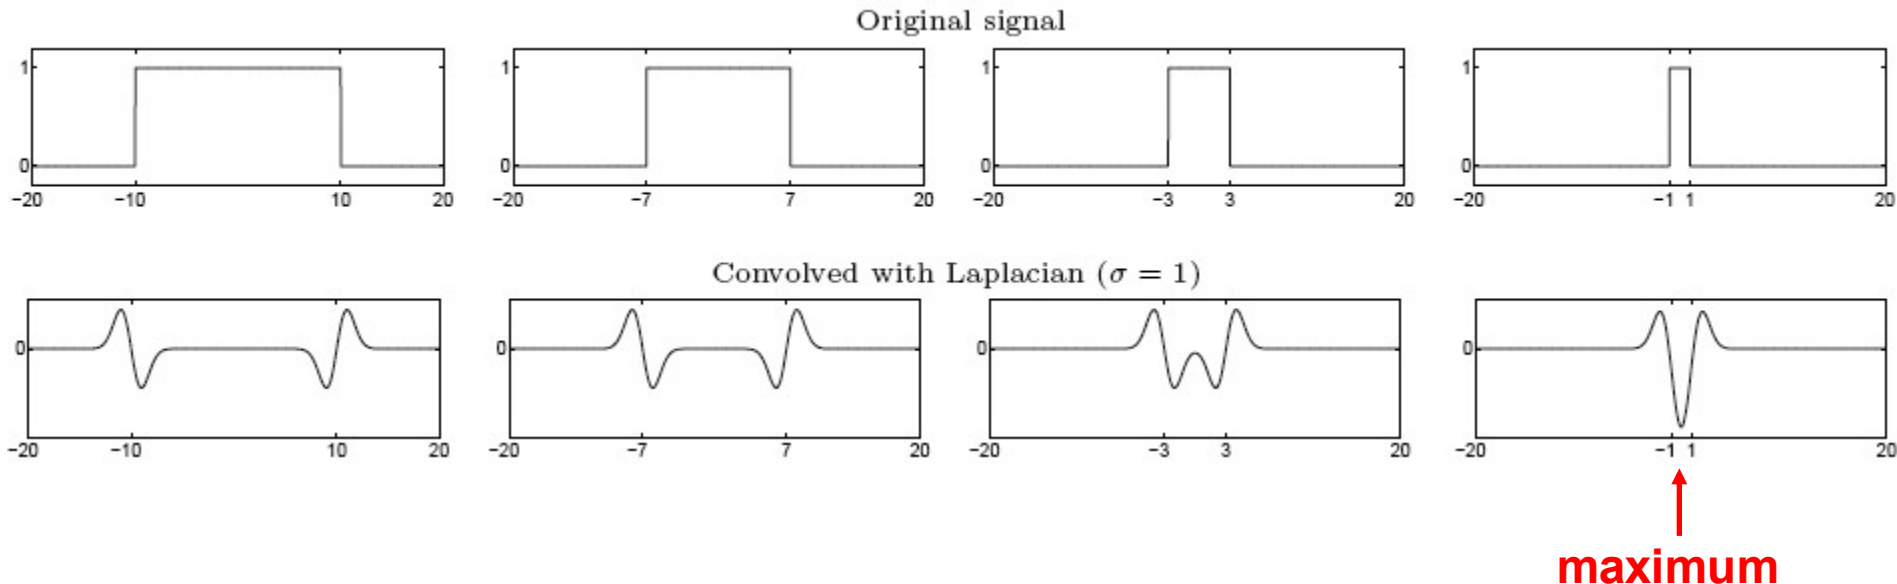 Original signal
1 1 1 1
0 0 0 0
−20 −10 10 20 −20 −7 7 20 −20 −3 3 20 −20 −1 1 20
Convolved with Laplacian (σ = 1)
0 0 0 0
−20 −10 10 20 −20 −7 7 20 −20 −3 3 20 −20 −1 1 20
maximum